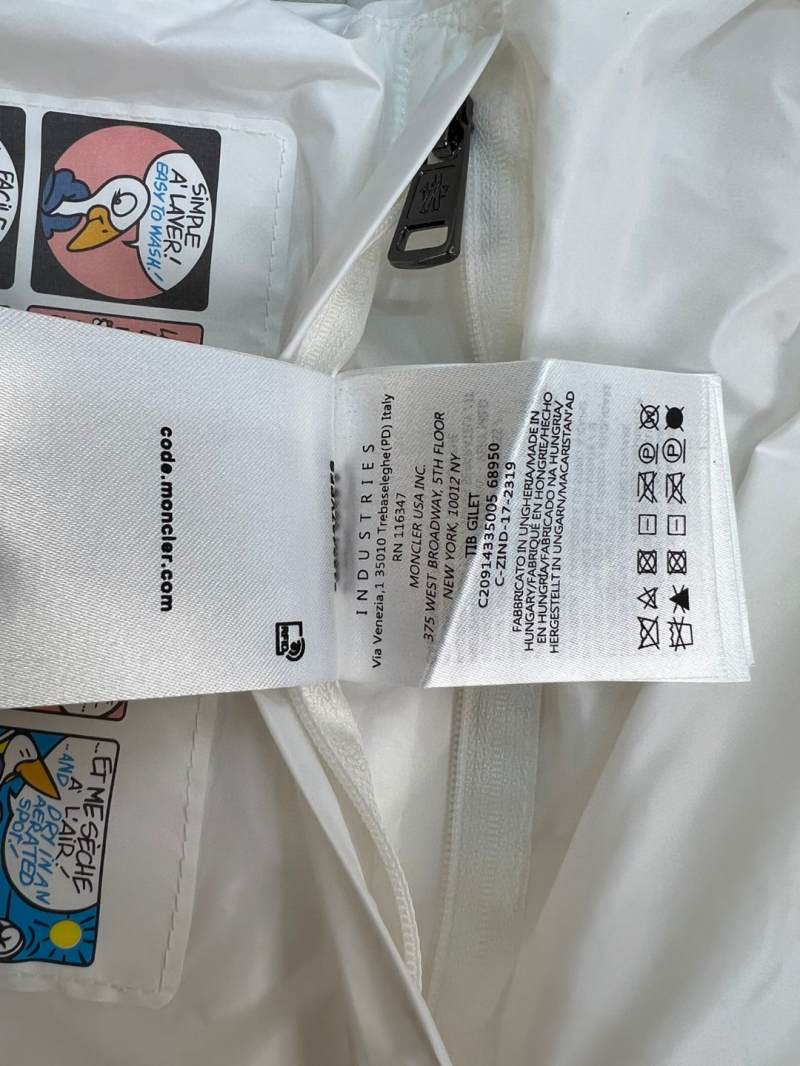 FACILE
SIMPLE
A' LAVER!
EASY TO WASH!
code.moncler.com
RFID
INDUSTRIES
Via Venezia,1 35010 Trebaseleghe(PD) Italy
RN 116347
MONCLER USA INC.
375 WEST BROADWAY, 5TH FLOOR
NEW YORK, 10012 NY
TIB GILET
C20914335005 68950
C-ZIND-17-2319
FABBRICATO IN UNGHERIA/MADE IN
HUNGARY/FABRIQUÉ EN HONGRIE/HECHO
EN HUNGRÍA/FABRICADO NA HUNGRIA/
HERGESTELLT IN UNGARN/MACARISTAN'AD
P
P
...ET ME SÈCHE
A' L'AIR!
...AND
DRY IN AN
AERATED
SPOT!